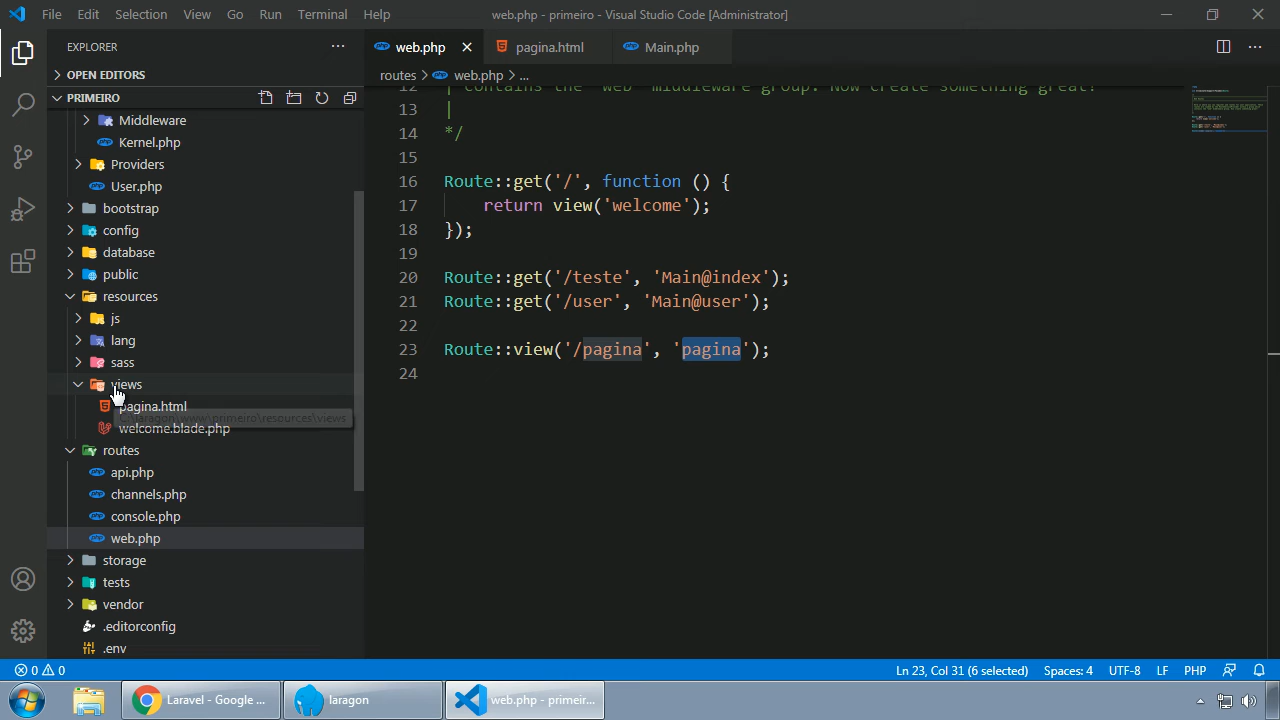 File Edit Selection View Go Run Terminal Help web.php - primeiro - Visual Studio Code [Administrator]
EXPLORER
web.php pagina.html Main.php
OPEN EDITORS
routes web.php ...
PRIMEIRO
12 | contains the "web" middleware group. Now create something great!
13 |
14 */
15
16 Route::get('/', function () {
17 return view('welcome');
18 });
19
20 Route::get('/teste', 'Main@index');
21 Route::get('/user', 'Main@user');
22
23 Route::view('/pagina', 'pagina');
24
Middleware
Kernel.php
Providers
User.php
bootstrap
config
database
public
resources
js
lang
sass
views
pagina.html
C:\laragon\www\primeiro\resources\views
welcome.blade.php
routes
api.php
channels.php
console.php
web.php
storage
tests
vendor
.editorconfig
.env
0 0 Ln 23, Col 31 (6 selected) Spaces: 4 UTF-8 LF PHP
Laravel - Google ... laragon web.php - primeir...